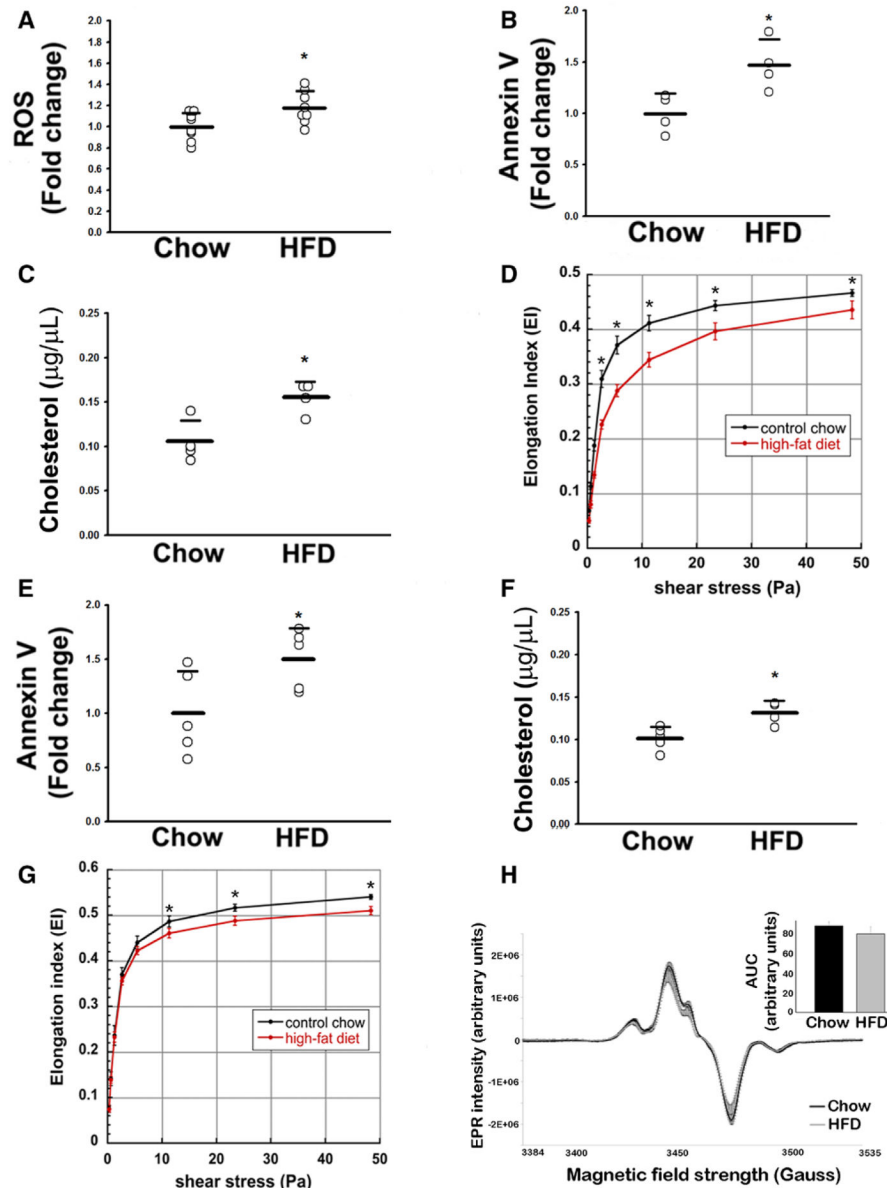 A
ROS
(Fold change)
2.0
1.8
1.6
1.4
1.2
1.0
0.8
0.6
0.4
0.2
0.0
*
Chow HFD
B
Annexin V
(Fold change)
2.0
1.5
1.0
0.5
0.0
*
Chow HFD
C
Cholesterol (µg/µL)
0.25
0.20
0.15
0.10
0.05
0.00
*
Chow HFD
D
Elongation Index (EI)
0.5
0.4
0.3
0.2
0.1
0
* * * * *
control chow
high-fat diet
0 10 20 30 40 50
shear stress (Pa)
E
Annexin V
(Fold change)
2.0
1.5
1.0
0.5
0.0
*
Chow HFD
F
Cholesterol (µg/µL)
0.25
0.20
0.15
0.10
0.05
0.00
*
Chow HFD
G
Elongation index (EI)
0.6
0.5
0.4
0.3
0.2
0.1
0
* * *
control chow
high-fat diet
0 10 20 30 40 50
shear stress (Pa)
H
EPR intensity (arbitrary units)
2E+06
1E+06
0
-1E+06
-2E+06
AUC
(arbitrary units)
80
60
40
20
0
Chow HFD
Chow
HFD
3384 3400 3450 3500 3535
Magnetic field strength (Gauss)